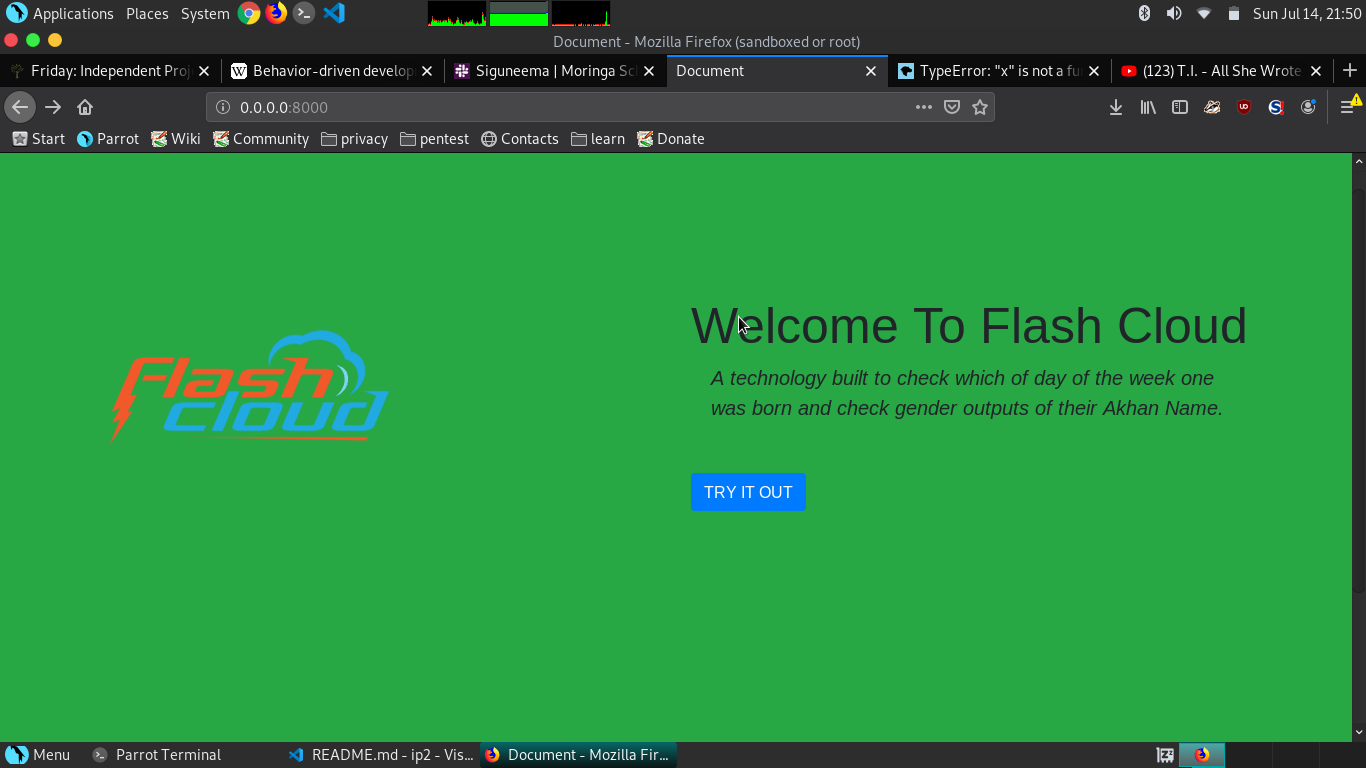 Applications Places System Sun Jul 14, 21:50
Document - Mozilla Firefox (sandboxed or root)
Friday: Independent Proj Behavior-driven develop Siguneema | Moringa Sc Document TypeError: "x" is not a fu (123) T.I. - All She Wrote
0.0.0.0:8000
Start Parrot Wiki Community privacy pentest Contacts learn Donate
Welcome To Flash Cloud
A technology built to check which of day of the week one
was born and check gender outputs of their Akhan Name.
Flash
cloud
TRY IT OUT
Menu Parrot Terminal README.md - ip2 - Vis... Document - Mozilla Fir...